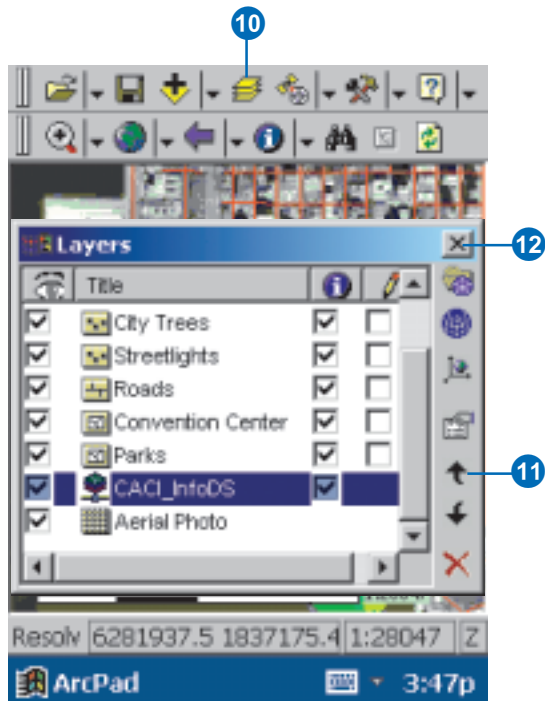 10
Layers
12
Title
City Trees
Streetlights
Roads
Convention Center
Parks
CACI_InfoDS
11
Aerial Photo
Resolv 6281937.5 1837175.4 1:28047 Z
ArcPad 3:47p